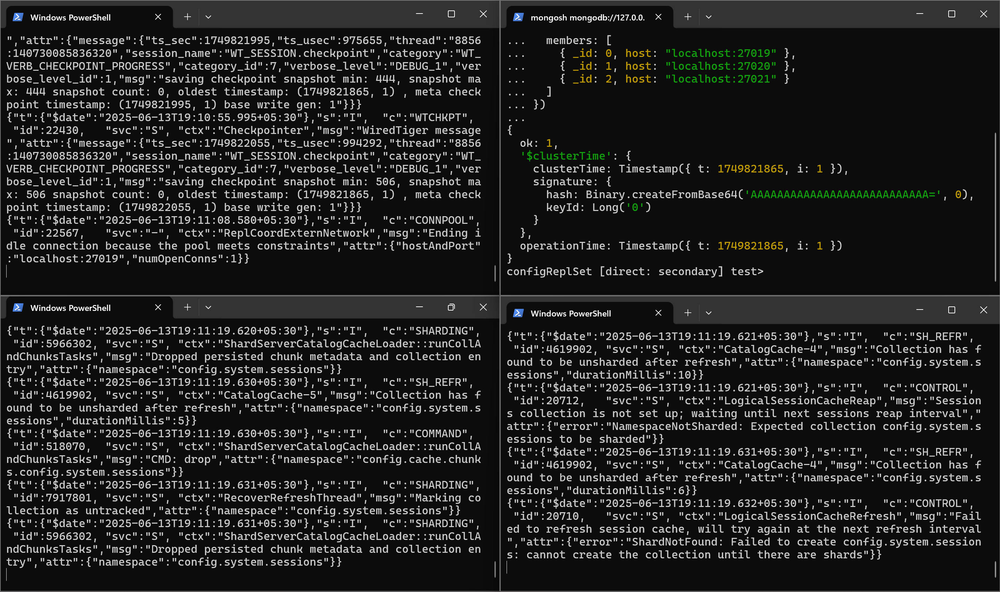 Windows PowerShell
","attr":{"message":{"ts_sec":1749821995,"ts_usec":975655,"thread":"8856
:140730085836320","session_name":"WT_SESSION.checkpoint","category":"WT_
VERB_CHECKPOINT_PROGRESS","category_id":7,"verbose_level":"DEBUG_1","ver
bose_level_id":1,"msg":"saving checkpoint snapshot min: 444, snapshot ma
x: 444 snapshot count: 0, oldest timestamp: (1749821865, 1) , meta check
point timestamp: (1749821995, 1) base write gen: 1"}}}
{"t":{"$date":"2025-06-13T19:10:55.995+05:30"},"s":"I",  "c":"WTCHKPT",
 "id":22430,   "svc":"S", "ctx":"Checkpointer","msg":"WiredTiger message
","attr":{"message":{"ts_sec":1749822055,"ts_usec":994292,"thread":"8856
:140730085836320","session_name":"WT_SESSION.checkpoint","category":"WT_
VERB_CHECKPOINT_PROGRESS","category_id":7,"verbose_level":"DEBUG_1","ver
bose_level_id":1,"msg":"saving checkpoint snapshot min: 506, snapshot ma
x: 506 snapshot count: 0, oldest timestamp: (1749821865, 1) , meta check
point timestamp: (1749822055, 1) base write gen: 1"}}}
{"t":{"$date":"2025-06-13T19:11:08.580+05:30"},"s":"I",  "c":"CONNPOOL",
 "id":22567,   "svc":"-", "ctx":"ReplCoordExternNetwork","msg":"Ending i
dle connection because the pool meets constraints","attr":{"hostAndPort"
:"localhost:27019","numOpenConns":1}}
mongosh mongodb://127.0.0.
...   members: [
...     { _id: 0, host: "localhost:27019" },
...     { _id: 1, host: "localhost:27020" },
...     { _id: 2, host: "localhost:27021" }
...   ]
... })
...
{
  ok: 1,
  '$clusterTime': {
    clusterTime: Timestamp({ t: 1749821865, i: 1 }),
    signature: {
      hash: Binary.createFromBase64('AAAAAAAAAAAAAAAAAAAAAAAAAAA=', 0),
      keyId: Long('0')
    }
  },
  operationTime: Timestamp({ t: 1749821865, i: 1 })
}
configReplSet [direct: secondary] test>
Windows PowerShell
{"t":{"$date":"2025-06-13T19:11:19.620+05:30"},"s":"I",  "c":"SHARDING",
 "id":5966302, "svc":"S", "ctx":"ShardServerCatalogCacheLoader::runCollA
ndChunksTasks","msg":"Dropped persisted chunk metadata and collection en
try","attr":{"namespace":"config.system.sessions"}}
{"t":{"$date":"2025-06-13T19:11:19.630+05:30"},"s":"I",  "c":"SH_REFR",
 "id":4619902, "svc":"S", "ctx":"CatalogCache-5","msg":"Collection has f
ound to be unsharded after refresh","attr":{"namespace":"config.system.s
essions","durationMillis":5}}
{"t":{"$date":"2025-06-13T19:11:19.630+05:30"},"s":"I",  "c":"COMMAND",
 "id":518070,  "svc":"S", "ctx":"ShardServerCatalogCacheLoader::runCollA
ndChunksTasks","msg":"CMD: drop","attr":{"namespace":"config.cache.chunk
s.config.system.sessions"}}
{"t":{"$date":"2025-06-13T19:11:19.631+05:30"},"s":"I",  "c":"SHARDING",
 "id":7917801, "svc":"S", "ctx":"RecoverRefreshThread","msg":"Marking co
llection as untracked","attr":{"namespace":"config.system.sessions"}}
{"t":{"$date":"2025-06-13T19:11:19.631+05:30"},"s":"I",  "c":"SHARDING",
 "id":5966302, "svc":"S", "ctx":"ShardServerCatalogCacheLoader::runCollA
ndChunksTasks","msg":"Dropped persisted chunk metadata and collection en
try","attr":{"namespace":"config.system.sessions"}}
Windows PowerShell
{"t":{"$date":"2025-06-13T19:11:19.621+05:30"},"s":"I",  "c":"SH_REFR",
 "id":4619902, "svc":"S", "ctx":"CatalogCache-4","msg":"Collection has f
ound to be unsharded after refresh","attr":{"namespace":"config.system.s
essions","durationMillis":10}}
{"t":{"$date":"2025-06-13T19:11:19.621+05:30"},"s":"I",  "c":"CONTROL",
 "id":20712,   "svc":"S", "ctx":"LogicalSessionCacheReap","msg":"Session
s collection is not set up; waiting until next sessions reap interval","
attr":{"error":"NamespaceNotSharded: Expected collection config.system.s
essions to be sharded"}}
{"t":{"$date":"2025-06-13T19:11:19.631+05:30"},"s":"I",  "c":"SH_REFR",
 "id":4619902, "svc":"S", "ctx":"CatalogCache-4","msg":"Collection has f
ound to be unsharded after refresh","attr":{"namespace":"config.system.s
essions","durationMillis":6}}
{"t":{"$date":"2025-06-13T19:11:19.632+05:30"},"s":"I",  "c":"CONTROL",
 "id":20710,   "svc":"S", "ctx":"LogicalSessionCacheRefresh","msg":"Fail
ed to refresh session cache, will try again at the next refresh interval
","attr":{"error":"ShardNotFound: Failed to create config.system.session
s: cannot create the collection until there are shards"}}